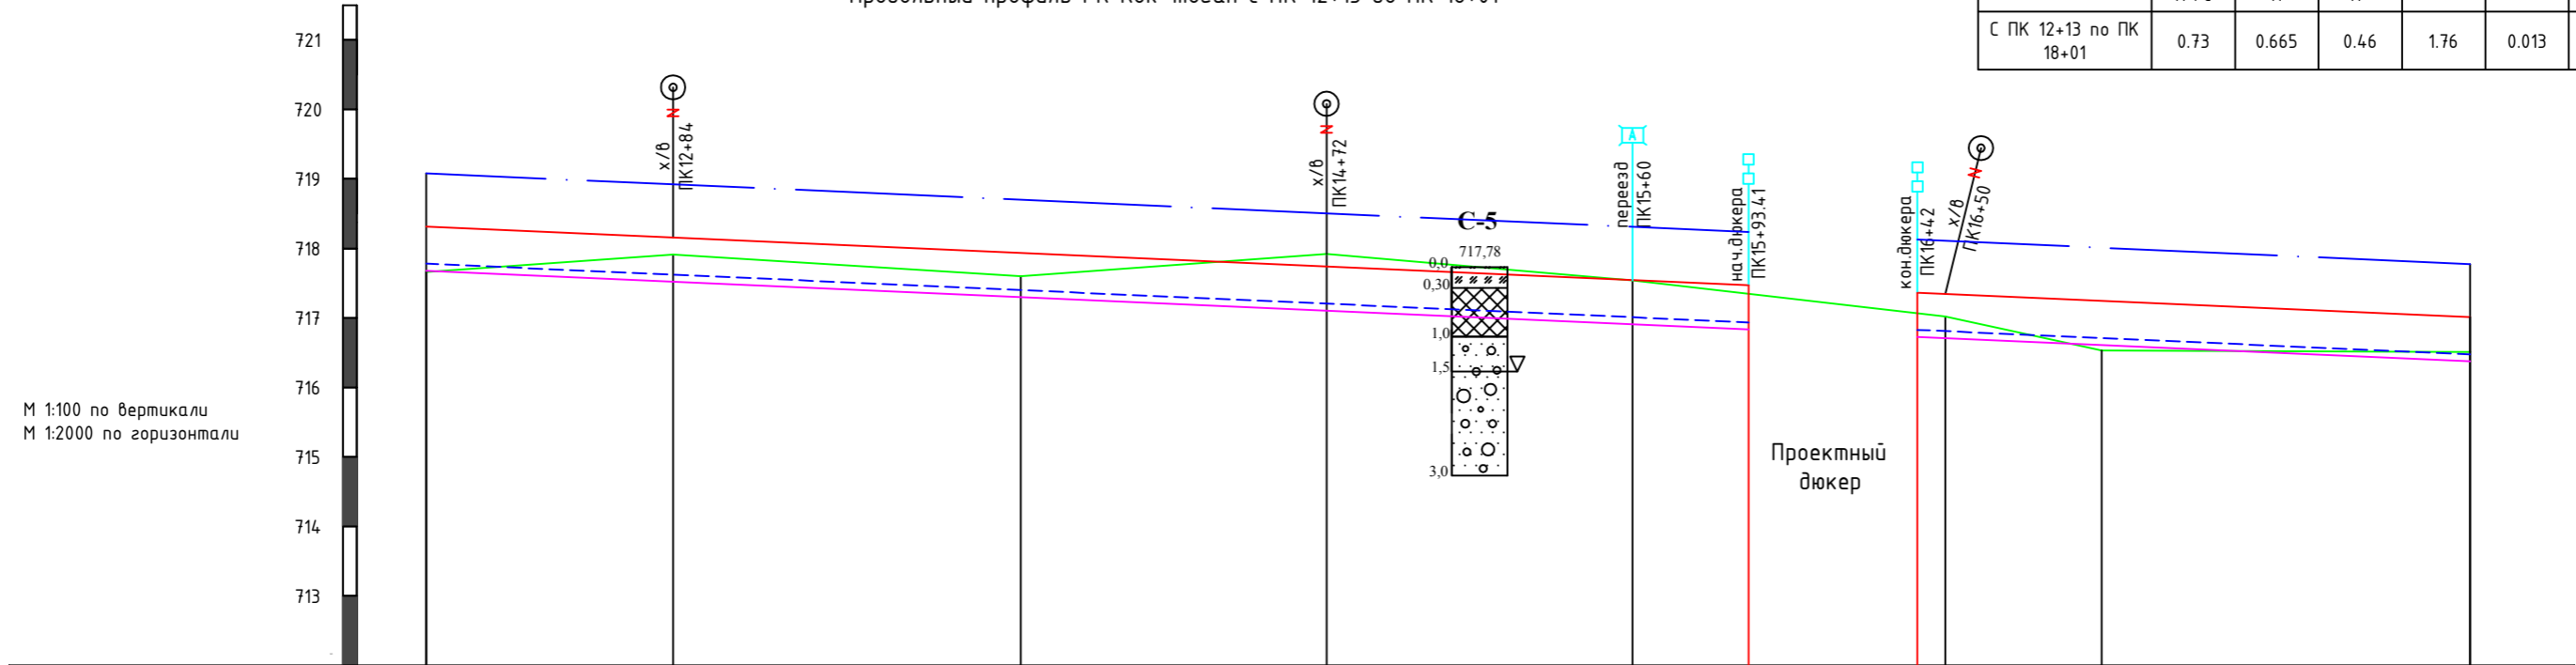 С ПК 12+13 по ПК
18+01
0.73 0.665 0.46 1.76 0.013
721
720
719
718
717
716
715
714
713
М 1:100 по вертикали
М 1:2000 по горизонтали
х/в
ПК12+84
N
х/в
ПК14+72
N
С-5
717,78
0,0
0,30
1,0
1,5
3,0
А
переезд
ПК15+60
нач.дюкера
ПК15+93.41
Проектный
дюкер
кон.дюкера
ПК16+42
х/в
ПК16+50
N